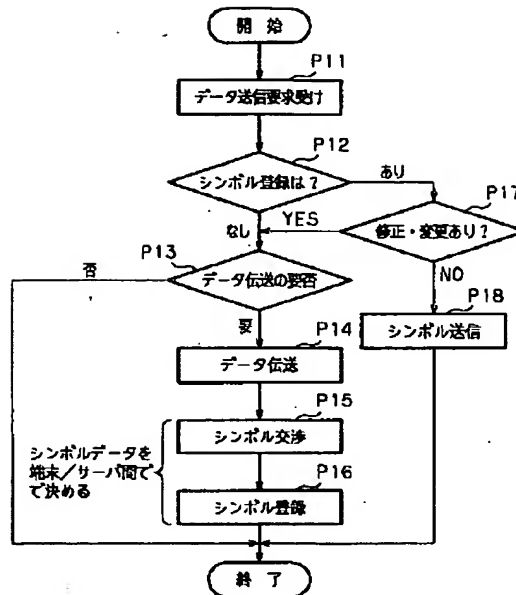 開始
P11
データ送信要求受け
P12
シンボル登録は？
あり
P17
なし
YES
修正・変更あり？
P13
否
データ伝送の要否
NO
P18
要
シンボル送信
P14
データ伝送
P15
シンボル交渉
シンボルデータを
端末／サーバ間で
で決める
P16
シンボル登録
終了